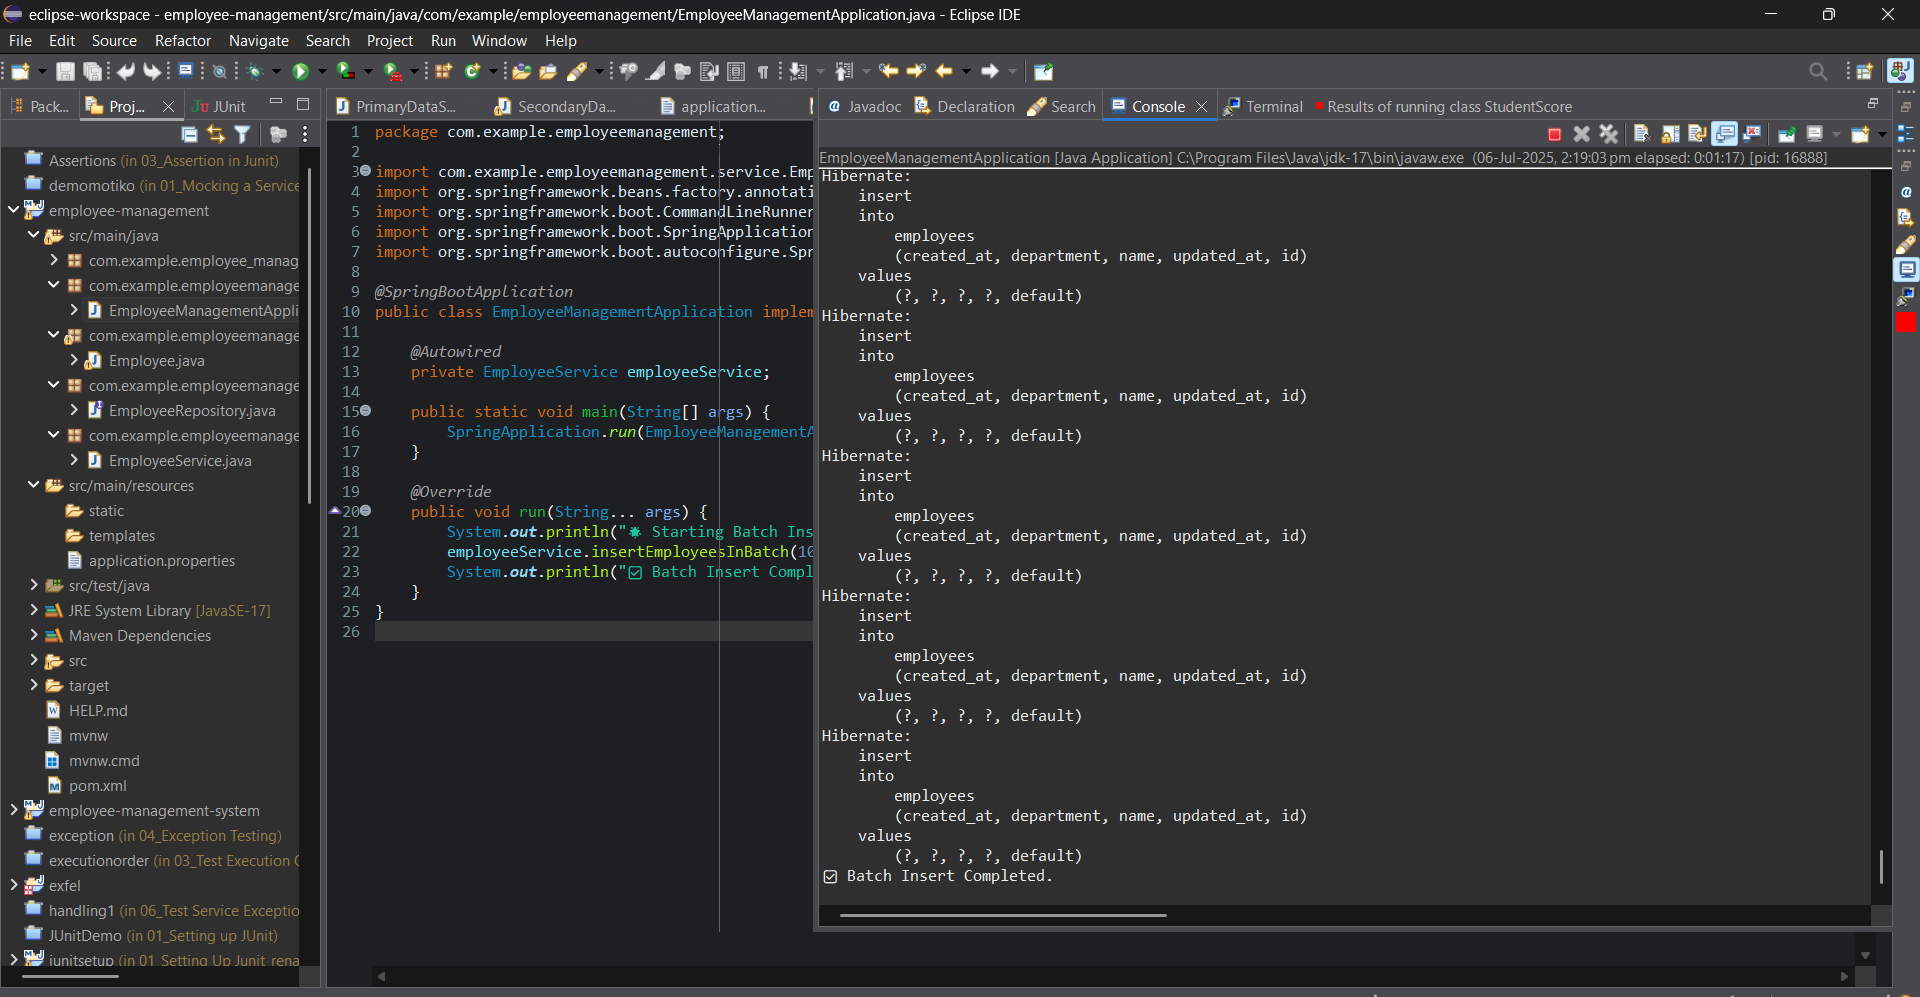 eclipse-workspace - employee-management/src/main/java/com/example/employeemanagement/EmployeeManagementApplication.java - Eclipse IDE
File Edit Source Refactor Navigate Search Project Run Window Help
Pack... Proj... JUnit
Assertions (in 03_Assertion in Junit)
demomotiko (in 01_Mocking a Service
employee-management
src/main/java
com.example.employee_manag
com.example.employeemanage
EmployeeManagementAppli
com.example.employeemanage
Employee.java
com.example.employeemanage
EmployeeRepository.java
com.example.employeemanage
EmployeeService.java
src/main/resources
static
templates
application.properties
src/test/java
JRE System Library [JavaSE-17]
Maven Dependencies
src
target
HELP.md
mvnw
mvnw.cmd
pom.xml
employee-management-system
exception (in 04_Exception Testing)
executionorder (in 03_Test Execution
exfel
handling1 (in 06_Test Service Exceptio
JUnitDemo (in 01_Setting up JUnit)
junitsetup (in 01_Setting Up Junit_rena
PrimaryDataS... SecondaryDa... application...
1 package com.example.employeemanagement;
2
3 import com.example.employeemanagement.service.Emp
4 import org.springframework.beans.factory.annotati
5 import org.springframework.boot.CommandLineRunner
6 import org.springframework.boot.SpringApplication
7 import org.springframework.boot.autoconfigure.Spr
8
9 @SpringBootApplication
10 public class EmployeeManagementApplication implem
11
12 @Autowired
13 private EmployeeService employeeService;
14
15 public static void main(String[] args) {
16 SpringApplication.run(EmployeeManagementA
17 }
18
19 @Override
20 public void run(String... args) {
21 System.out.println("✹ Starting Batch Ins
22 employeeService.insertEmployeesInBatch(10
23 System.out.println("☑ Batch Insert Compl
24 }
25 }
26
Javadoc Declaration Search Console Terminal Results of running class StudentScore
EmployeeManagementApplication [Java Application] C:\Program Files\Java\jdk-17\bin\javaw.exe (06-Jul-2025, 2:19:03 pm elapsed: 0:01:17) [pid: 16888]
Hibernate:
insert
into
employees
(created_at, department, name, updated_at, id)
values
(?, ?, ?, ?, default)
Hibernate:
insert
into
employees
(created_at, department, name, updated_at, id)
values
(?, ?, ?, ?, default)
Hibernate:
insert
into
employees
(created_at, department, name, updated_at, id)
values
(?, ?, ?, ?, default)
Hibernate:
insert
into
employees
(created_at, department, name, updated_at, id)
values
(?, ?, ?, ?, default)
Hibernate:
insert
into
employees
(created_at, department, name, updated_at, id)
values
(?, ?, ?, ?, default)
☑ Batch Insert Completed.